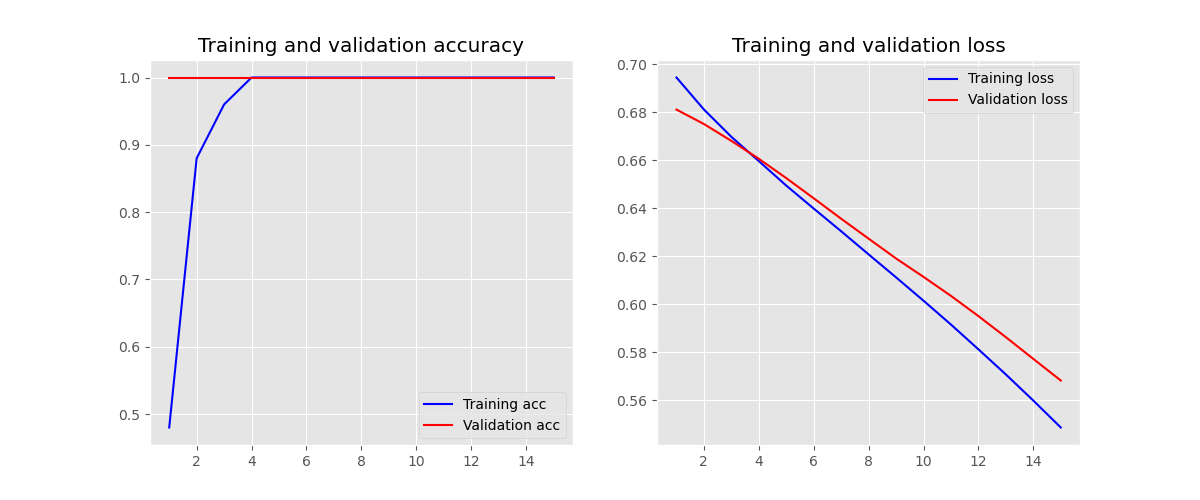 Training and validation accuracy
1.0
0.9
0.8
0.7
0.6
0.5
2 4 6 8 10 12 14
Training acc
Validation acc
Training and validation loss
0.70
0.68
0.66
0.64
0.62
0.60
0.58
0.56
2 4 6 8 10 12 14
Training loss
Validation loss